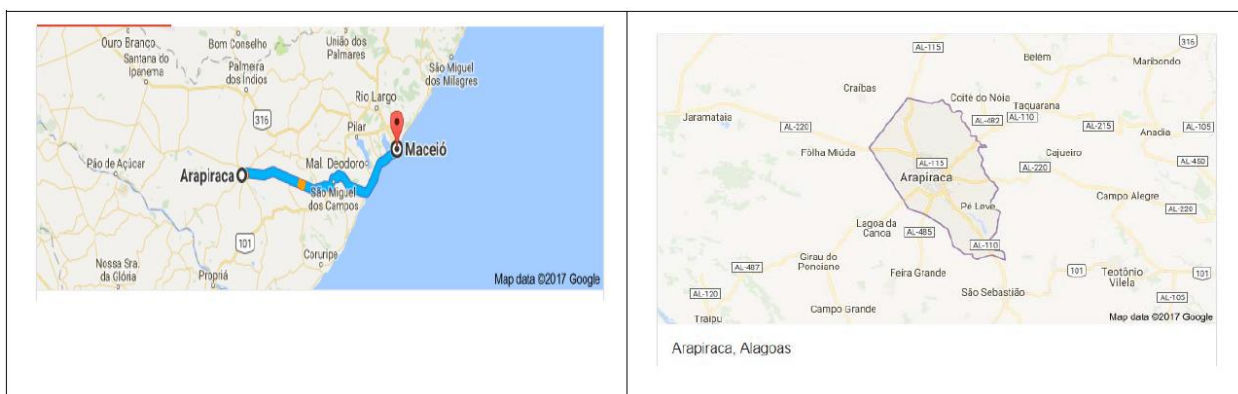 Ouro Branco
Bom Conselho
União dos
Palmares
Santana do
Ipanema
Palmeira
dos Índios
São Miguel
dos Milagres
Rio Largo
316
Pilar
Maceió
Pão de Açúcar
Arapiraca
Mal. Deodoro
São Miguel
dos Campos
101
Coruripe
Nossa Sra.
da Glória
Propriá
Map data ©2017 Google
AL-115
316
Belém
Maribondo
Craíbas
Coité do Nóia
Taquarana
Jaramataia
AL-220
AL-482
AL-110
AL-215
AL-105
Anadia
Fôlha Miúda
AL-115
Cajueiro
AL-450
AL-220
Arapiraca
Campo Alegre
Pé Leve
AL-220
Lagoa da
Canoa
AL-485
AL-110
Girau do
Ponciano
AL-487
Feira Grande
101
Teotônio
Vilela
101
AL-120
São Sebastião
AL-105
Traipu
Campo Grande
Map data ©2017 Google
Arapiraca, Alagoas